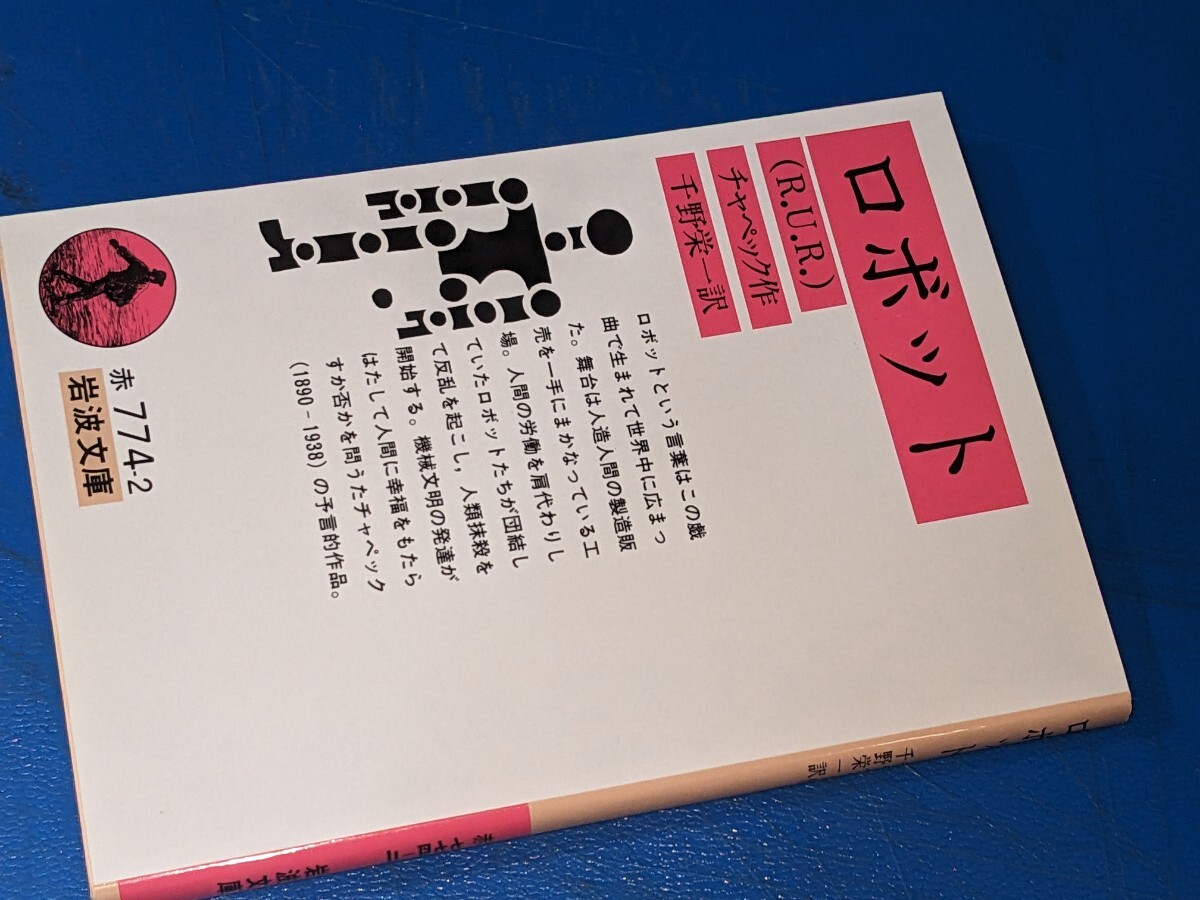 ロボット
(R.U.R.)
チャペック作
千野栄一訳
ロボットという言葉はこの戯
曲で生まれて世界中に広まっ
た。舞台は人造人間の製造販
売を一手にまかなっている工
場。人間の労働を肩代わりし
ていたロボットたちが団結し
て反乱を起こし，人類抹殺を
開始する。機械文明の発達が
はたして人間に幸福をもたら
すか否かを問うたチャペック
(1890-1938) の予言的作品。
赤 774-2
岩波文庫
ロボット
千野栄一訳
赤 七七四-二
岩波文庫